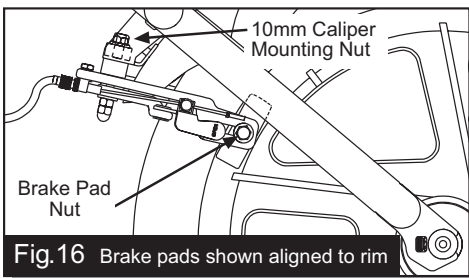 10mm Caliper
Mounting Nut
Brake Pad
Nut
Fig.16 Brake pads shown aligned to rim